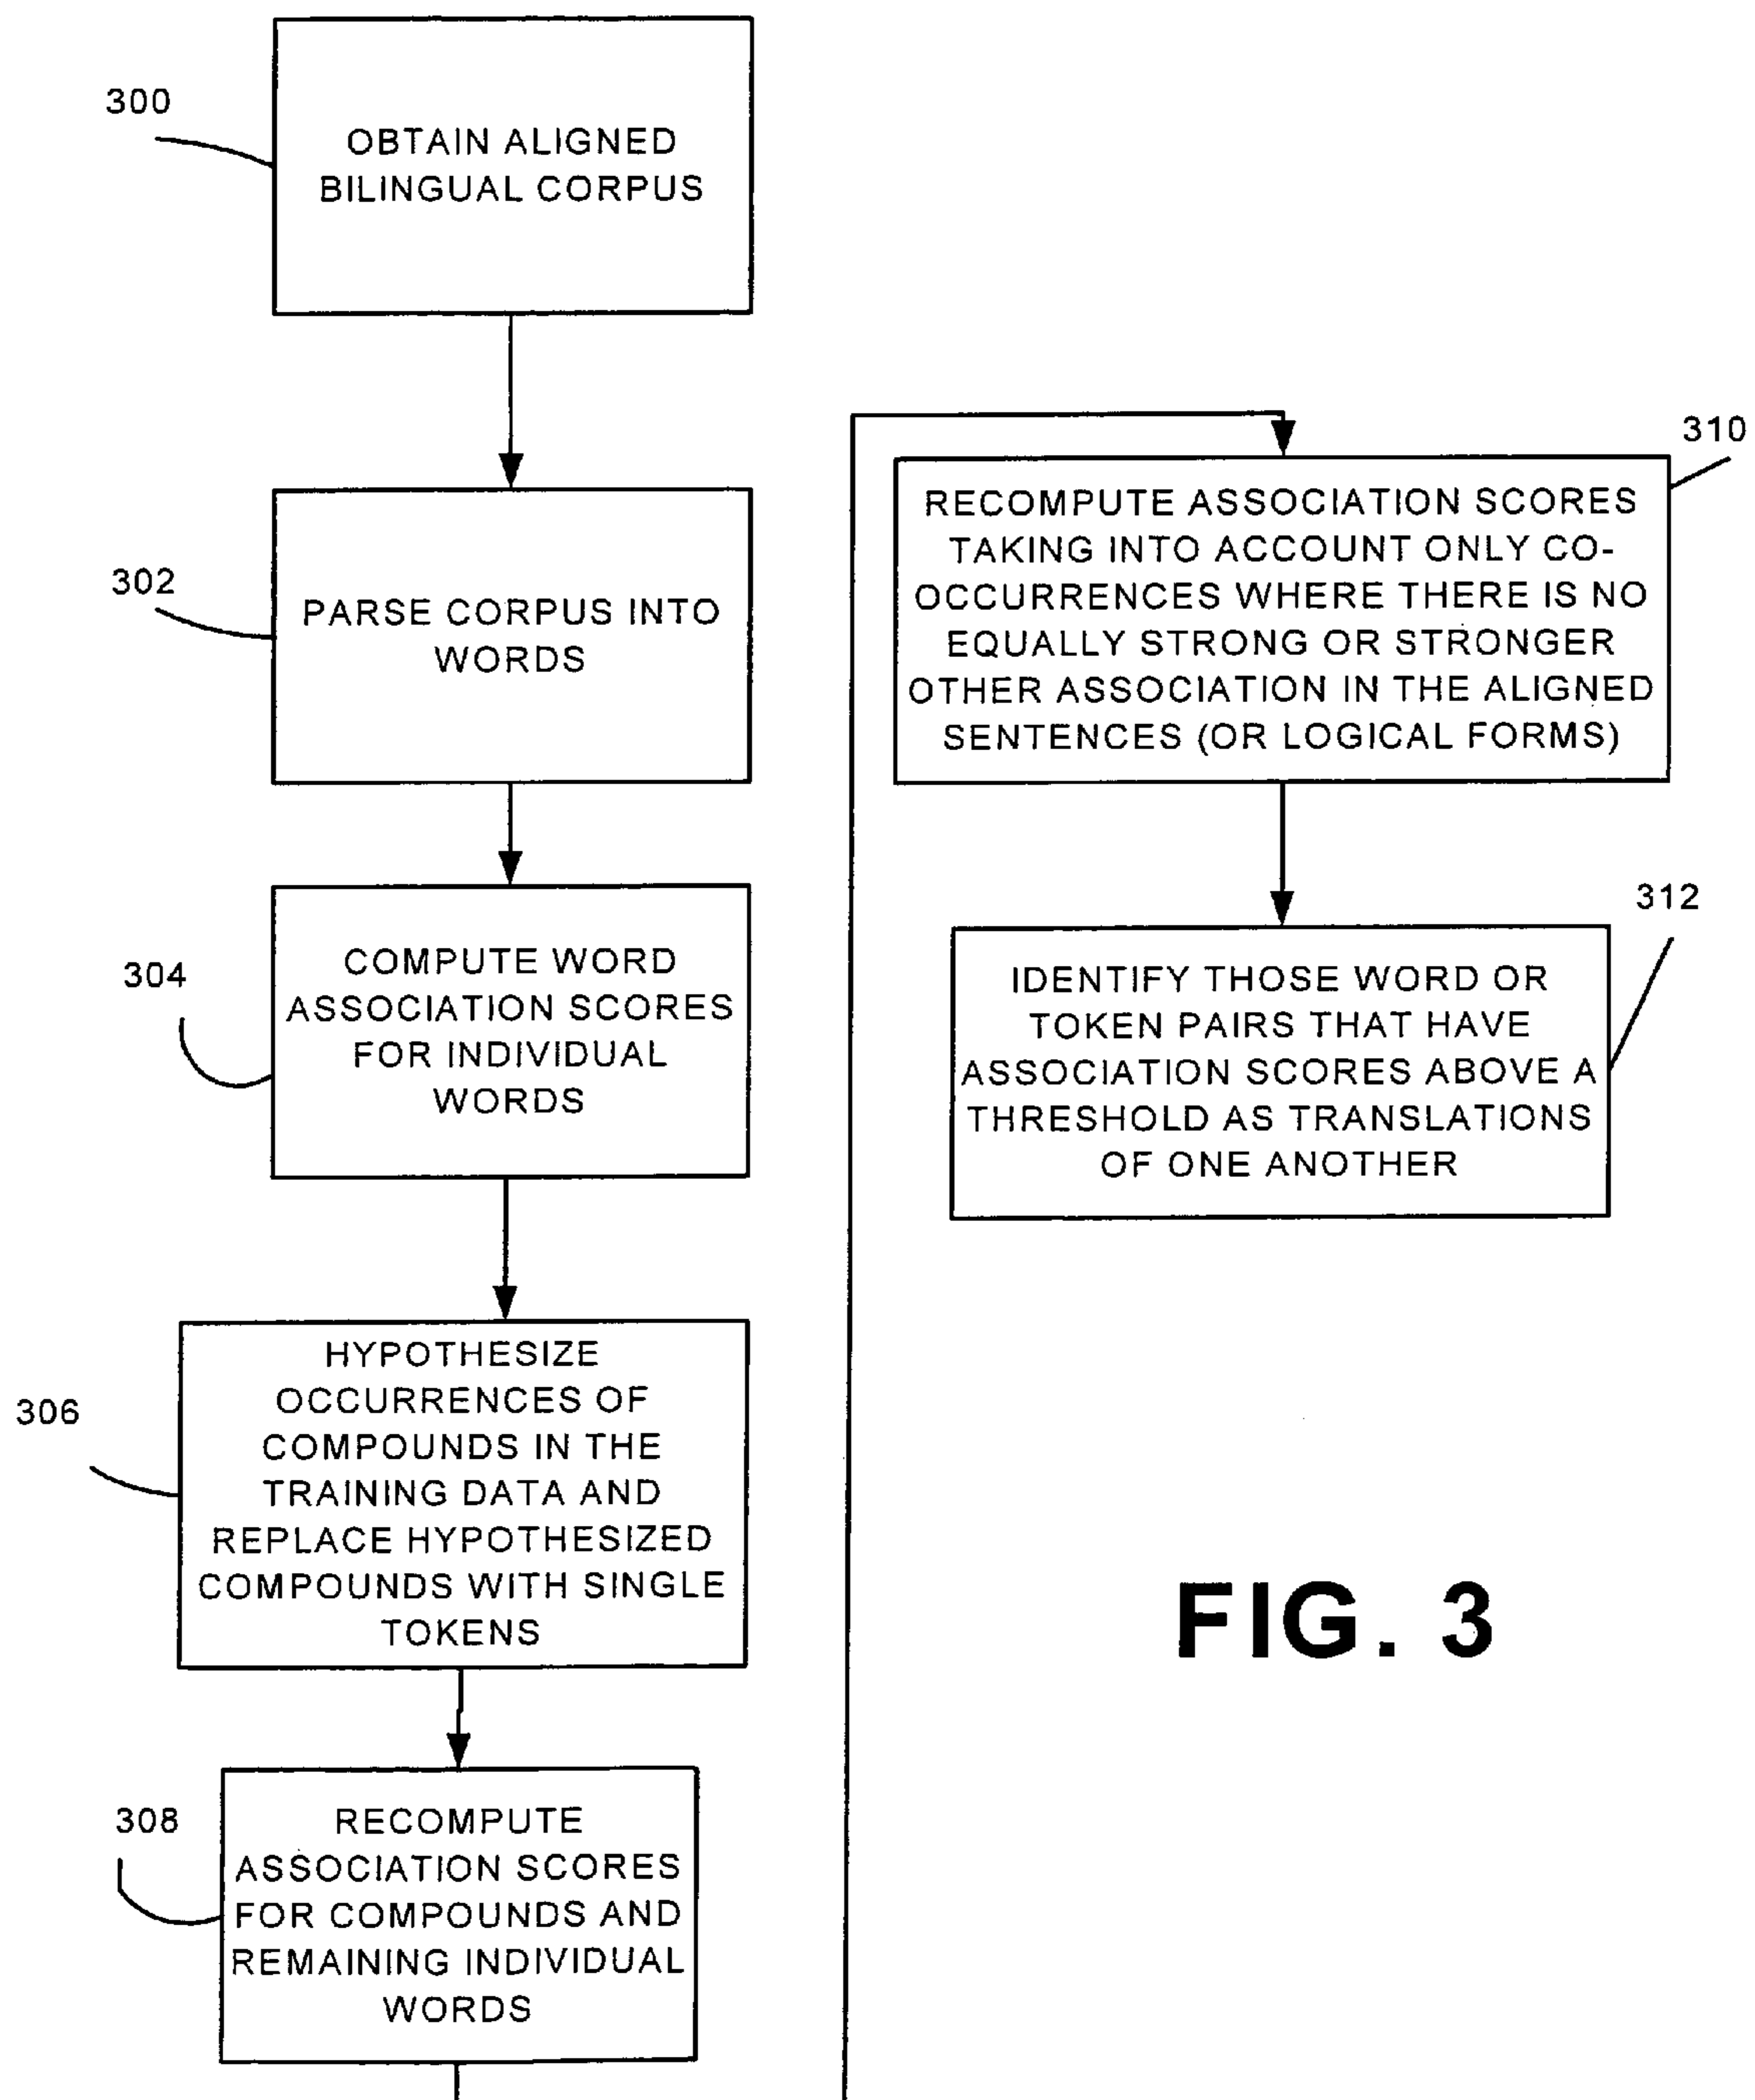 300
OBTAIN ALIGNED
BILINGUAL CORPUS
302
PARSE CORPUS INTO
WORDS
304
COMPUTE WORD
ASSOCIATION SCORES
FOR INDIVIDUAL
WORDS
306
HYPOTHESIZE
OCCURRENCES OF
COMPOUNDS IN THE
TRAINING DATA AND
REPLACE HYPOTHESIZED
COMPOUNDS WITH SINGLE
TOKENS
308
RECOMPUTE
ASSOCIATION SCORES
FOR COMPOUNDS AND
REMAINING INDIVIDUAL
WORDS
310
RECOMPUTE ASSOCIATION SCORES
TAKING INTO ACCOUNT ONLY CO-
OCCURRENCES WHERE THERE IS NO
EQUALLY STRONG OR STRONGER
OTHER ASSOCIATION IN THE ALIGNED
SENTENCES (OR LOGICAL FORMS)
312
IDENTIFY THOSE WORD OR
TOKEN PAIRS THAT HAVE
ASSOCIATION SCORES ABOVE A
THRESHOLD AS TRANSLATIONS
OF ONE ANOTHER
FIG. 3